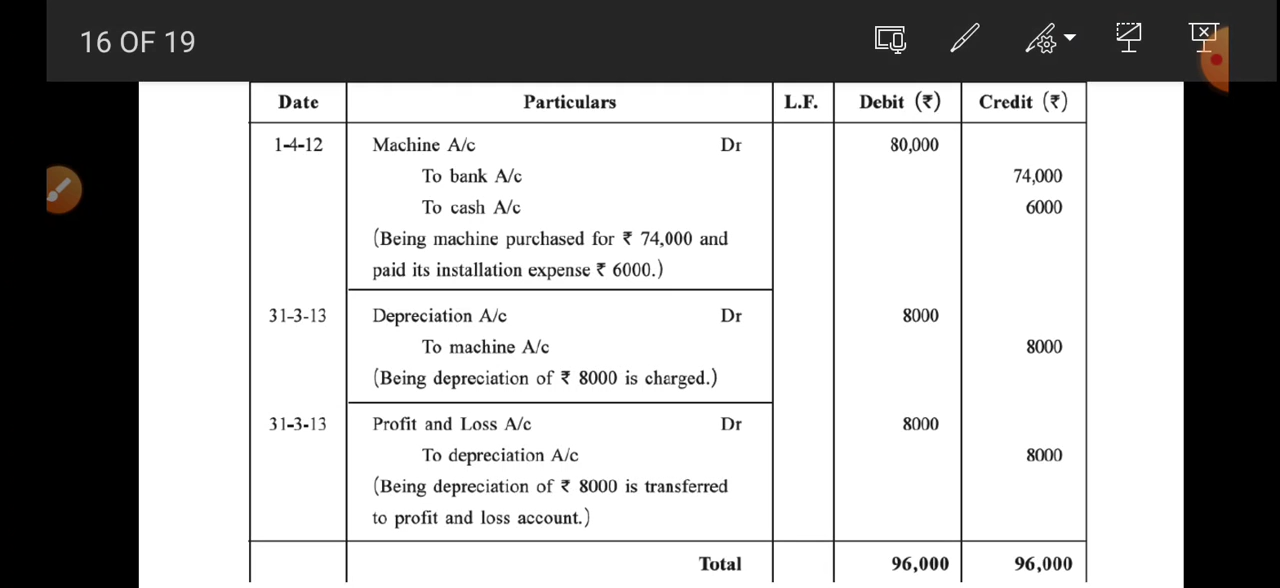 16 OF 19
Date Particulars L.F. Debit (₹) Credit (₹)
1-4-12 Machine A/c Dr 80,000
To bank A/c 74,000
To cash A/c 6000
(Being machine purchased for ₹ 74,000 and
paid its installation expense ₹ 6000.)
31-3-13 Depreciation A/c Dr 8000
To machine A/c 8000
(Being depreciation of ₹ 8000 is charged.)
31-3-13 Profit and Loss A/c Dr 8000
To depreciation A/c 8000
(Being depreciation of ₹ 8000 is transferred
to profit and loss account.)
Total 96,000 96,000